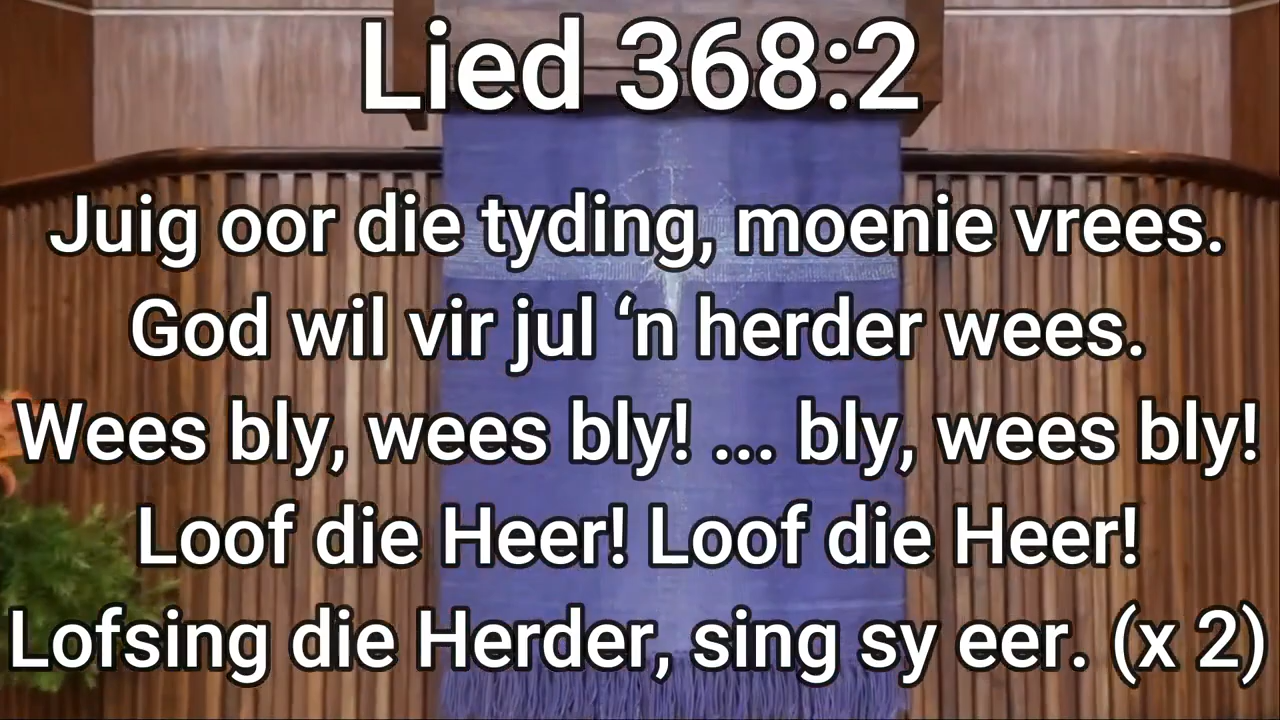 Lied 368:2
Juig oor die tyding, moenie vrees.
God wil vir jul ‘n herder wees.
Wees bly, wees bly! ... bly, wees bly!
Loof die Heer! Loof die Heer!
Lofsing die Herder, sing sy eer. (x 2)